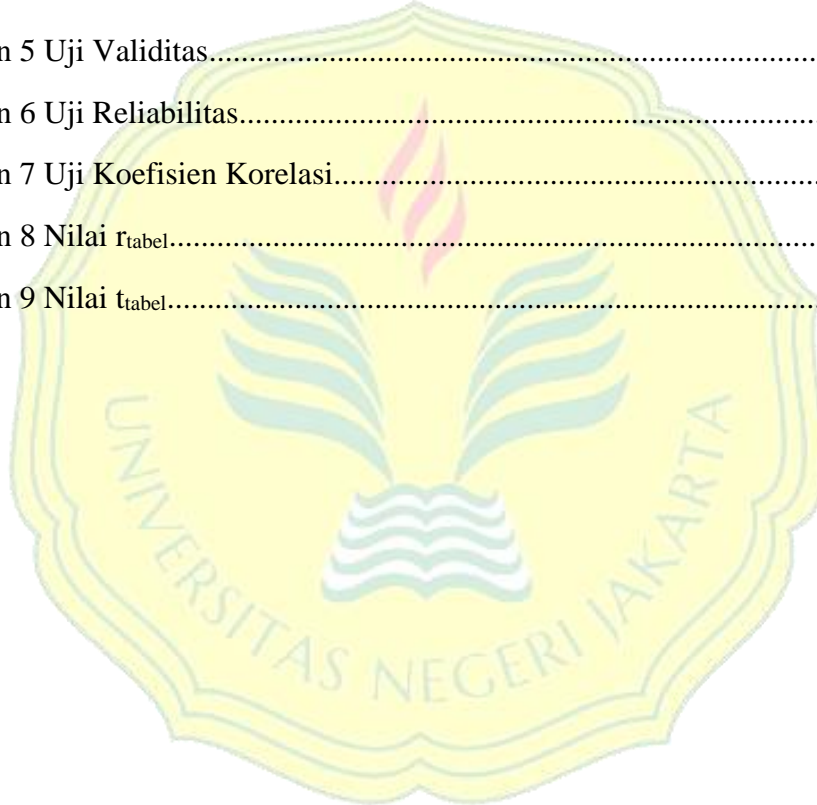 n 5 Uji Validitas..............................................................................
n 6 Uji Reliabilitas..........................................................................
n 7 Uji Koefisien Korelasi.............................................................
n 8 Nilai rtabel..................................................................................
n 9 Nilai ttabel..................................................................................
UNIVERSITAS NEGERI JAKARTA